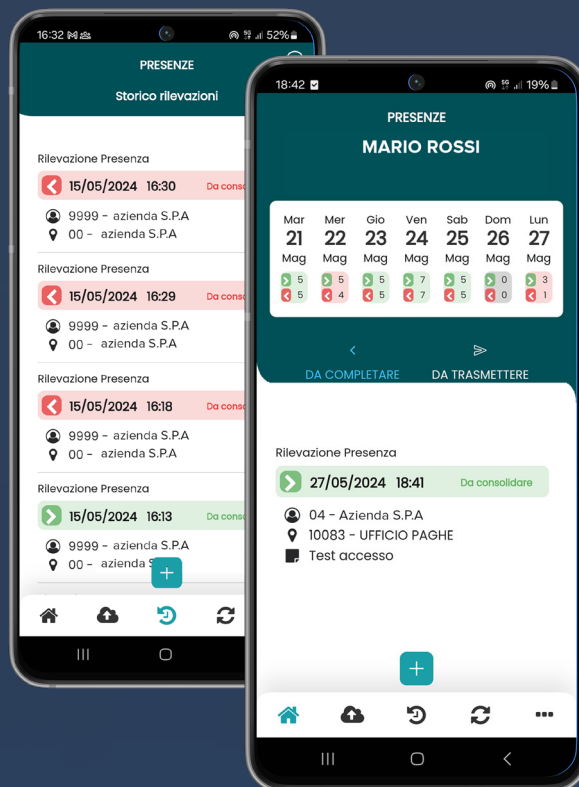 16:32 52%
PRESENZE
Storico rilevazioni
Rilevazione Presenza
15/05/2024 16:30 Da conso
9999 - azienda S.P.A
00 - azienda S.P.A
Rilevazione Presenza
15/05/2024 16:29 Da conso
9999 - azienda S.P.A
00 - azienda S.P.A
Rilevazione Presenza
15/05/2024 16:18 Da conso
9999 - azienda S.P.A
00 - azienda S.P.A
Rilevazione Presenza
15/05/2024 16:13 Da conso
9999 - azienda S.P.A
00 - azienda
+
18:42 5G 19%
PRESENZE
MARIO ROSSI
Mar Mer Gio Ven Sab Dom Lun
21 22 23 24 25 26 27
Mag Mag Mag Mag Mag Mag Mag
5 5 5 7 5 0 3
5 4 5 7 5 0 1
DA COMPLETARE DA TRASMETTERE
Rilevazione Presenza
27/05/2024 18:41 Da consolidare
04 - Azienda S.P.A
10083 - UFFICIO PAGHE
Test accesso
+